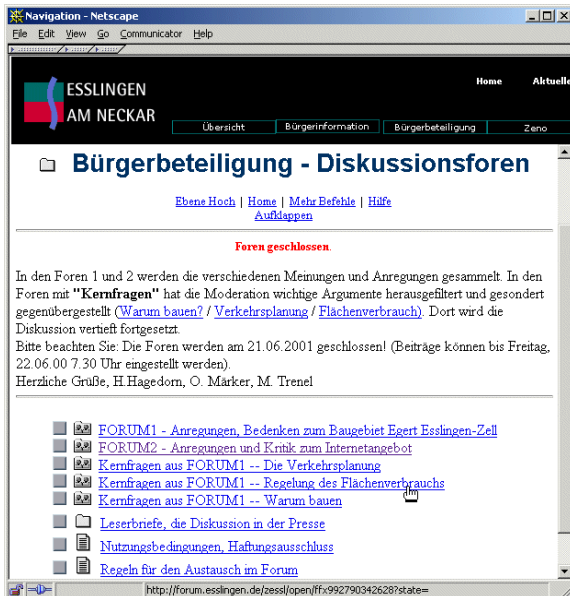 Navigation - Netscape
File Edit View Go Communicator Help
ESSLINGEN
AM NECKAR
Home Aktuelle
Übersicht Bürgerinformation Bürgerbeteiligung Zeno
Bürgerbeteiligung - Diskussionsforen
Ebene Hoch | Home | Mehr Befehle | Hilfe
Aufklappen
Foren geschlossen.
In den Foren 1 und 2 werden die verschiedenen Meinungen und Anregungen gesammelt. In den
Foren mit "Kernfragen" hat die Moderation wichtige Argumente herausgefiltert und gesondert
gegenübergestellt (Warum bauen? / Verkehrsplanung / Flächenverbrauch). Dort wird die
Diskussion vertieft fortgesetzt.
Bitte beachten Sie: Die Foren werden am 21.06.2001 geschlossen! (Beiträge können bis Freitag,
22.06.00 7.30 Uhr eingestellt werden).
Herzliche Grüße, H.Hagedorn, O. Märker, M. Trenel
FORUM1 - Anregungen, Bedenken zum Baugebiet Egert Esslingen-Zell
FORUM2 - Anregungen und Kritik zum Internetangebot
Kernfragen aus FORUM1 -- Die Verkehrsplanung
Kernfragen aus FORUM1 -- Regelung des Flächenverbrauchs
Kernfragen aus FORUM1 -- Warum bauen
Leserbriefe, die Diskussion in der Presse
Nutzungsbedingungen, Haftungsausschluss
Regeln für den Austausch im Forum
http://forum.esslingen.de/zessl/open/ffx992790342628?state=